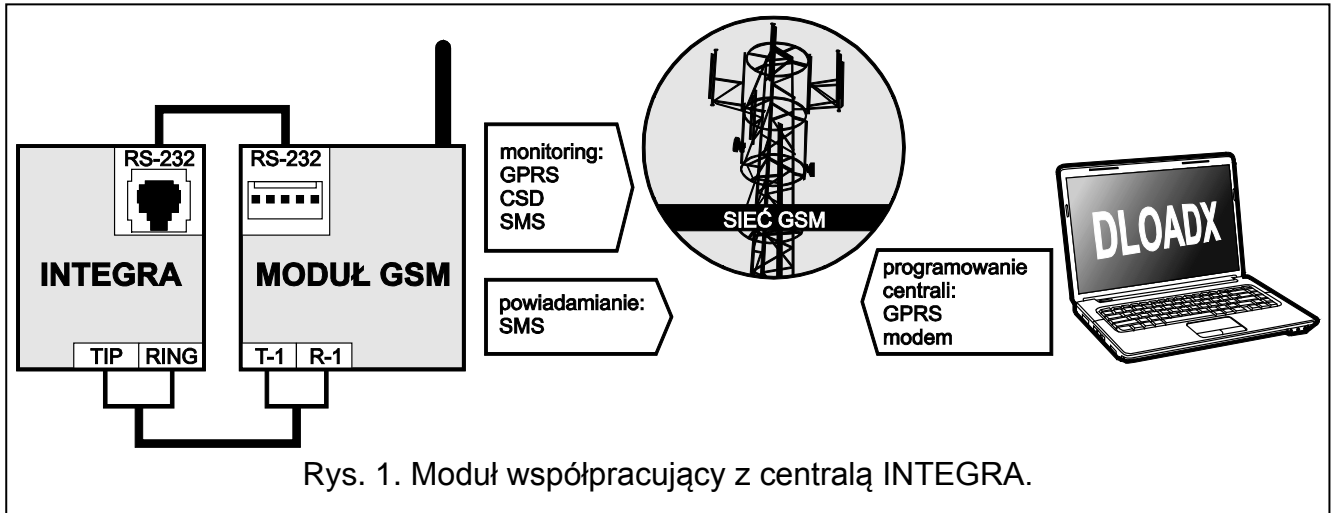 RS-232
RS-232
INTEGRA
MODUŁ GSM
TIP RING
T-1 R-1
monitoring:
GPRS
CSD
SMS
powiadamianie:
SMS
SIEĆ GSM
programowanie
centrali:
GPRS
modem
DLOADX
Rys. 1. Moduł współpracujący z centralą INTEGRA.